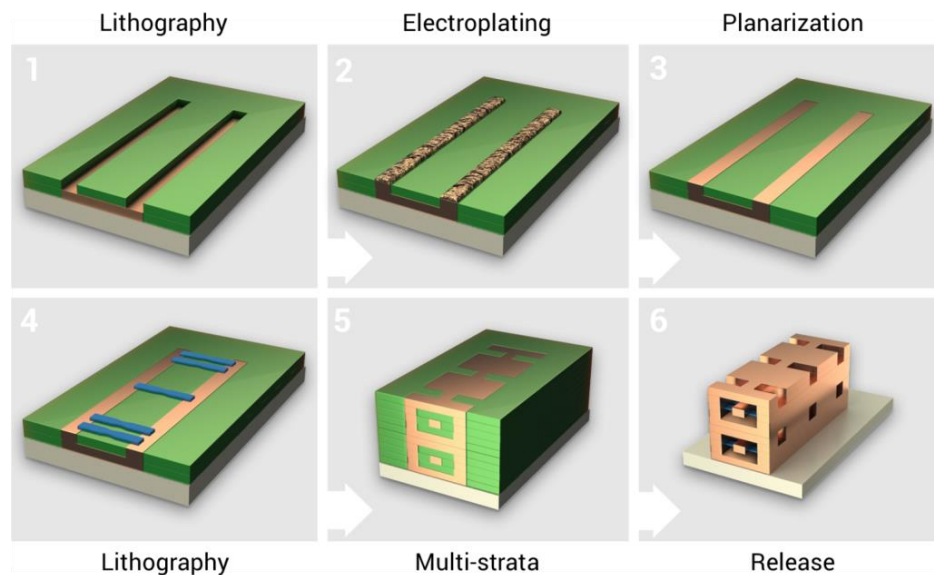 Lithography
Electroplating
Planarization
1
2
3
4
5
6
Lithography
Multi-strata
Release